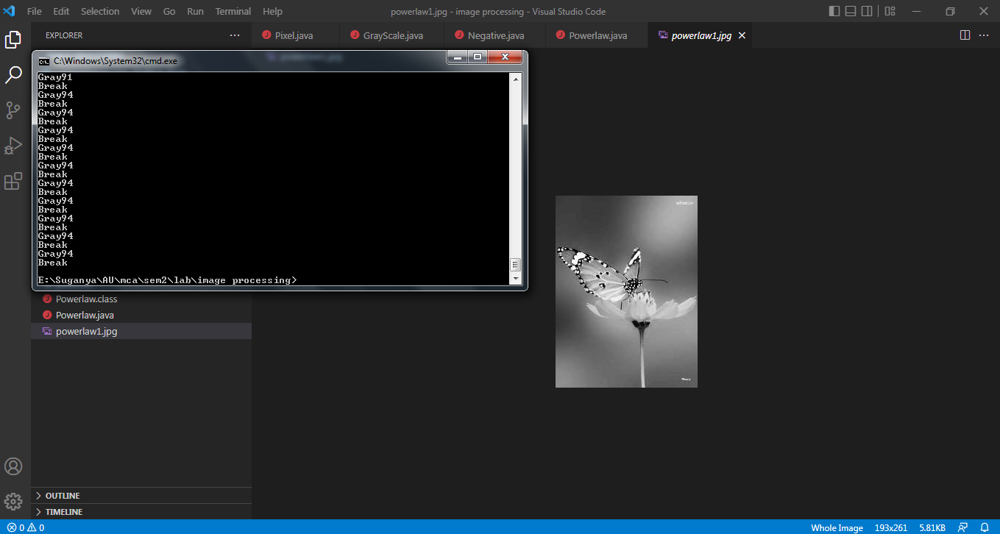 File Edit Selection View Go Run Terminal Help
powerlaw1.jpg - image processing - Visual Studio Code
EXPLORER
Pixel.java
GrayScale.java
Negative.java
Powerlaw.java
powerlaw1.jpg
C:\Windows\System32\cmd.exe
Gray91
Break
Gray94
Break
Gray94
Break
Gray94
Break
Gray94
Break
Gray94
Break
Gray94
Break
Gray94
Break
Gray94
Break
Gray94
Break
Gray94
Break
E:\Suganya\AU\mca\sem2\lab\image processing>
Powerlaw.class
Powerlaw.java
powerlaw1.jpg
OUTLINE
TIMELINE
0 0
Whole Image 193x261 5.81KB